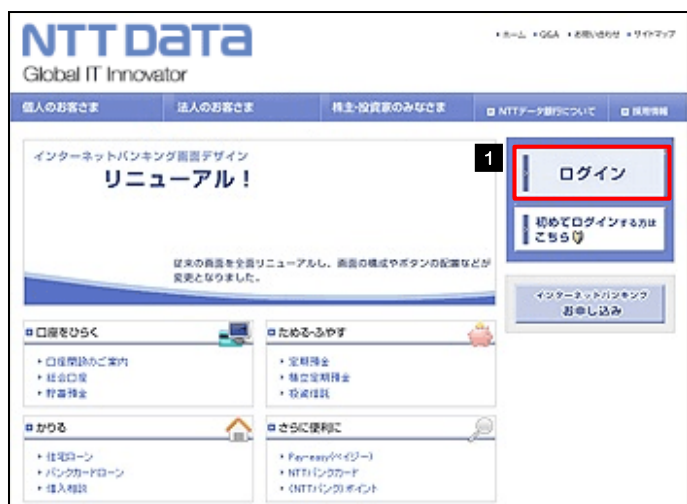 NTT DATA
Global IT Innovator
ホーム Q&A お問い合わせ サイトマップ
個人のお客さま 法人のお客さま 株主・投資家のみなさま NTTデータ銀行について 採用情報
インターネットバンキング画面デザイン
リニューアル！
従来の画面を全面リニューアルし、画面の構成やボタンの配置などが
変更となりました。
1
ログイン
初めてログインする方は
こちら
インターネットバンキング
お申し込み
口座をひらく
口座開設のご案内
総合口座
貯蓄預金
ためる・ふやす
定期預金
積立定期預金
投資信託
かりる
住宅ローン
バンクカードローン
借入相談
さらに便利に
Pay-easy(ペイジー)
NTTバンクカード
〈NTTバンク〉ポイント